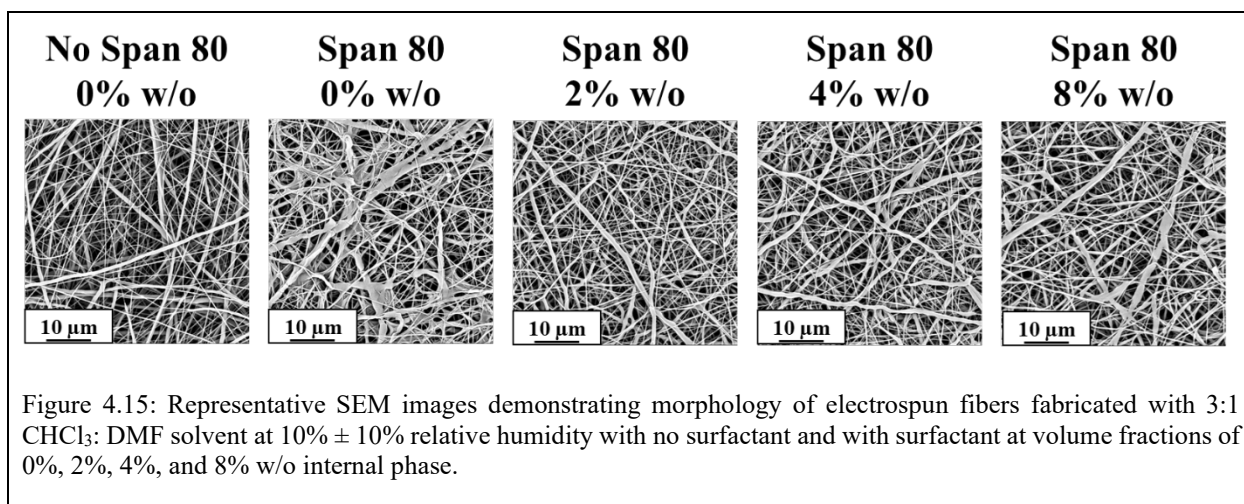 No Span 80 Span 80 Span 80 Span 80 Span 80
0% w/o 0% w/o 2% w/o 4% w/o 8% w/o
10 µm 10 µm 10 µm 10 µm 10 µm
Figure 4.15: Representative SEM images demonstrating morphology of electrospun fibers fabricated with 3:1
CHCl₃: DMF solvent at 10% ± 10% relative humidity with no surfactant and with surfactant at volume fractions of
0%, 2%, 4%, and 8% w/o internal phase.